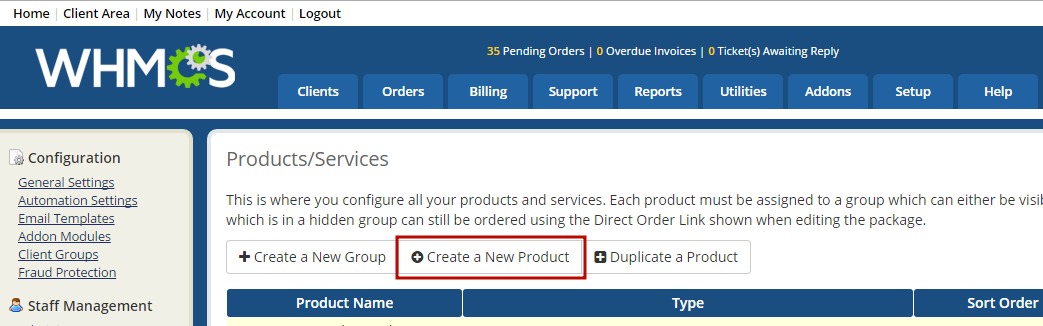 Home | Client Area | My Notes | My Account | Logout
WHMCS
35 Pending Orders | 0 Overdue Invoices | 0 Ticket(s) Awaiting Reply
Clients Orders Billing Support Reports Utilities Addons Setup Help
Configuration
General Settings
Automation Settings
Email Templates
Addon Modules
Client Groups
Fraud Protection
Staff Management
Products/Services
This is where you configure all your products and services. Each product must be assigned to a group which can either be
which is in a hidden group can still be ordered using the Direct Order Link shown when editing the package.
Create a New Group Create a New Product Duplicate a Product
Product Name Type Sort Order